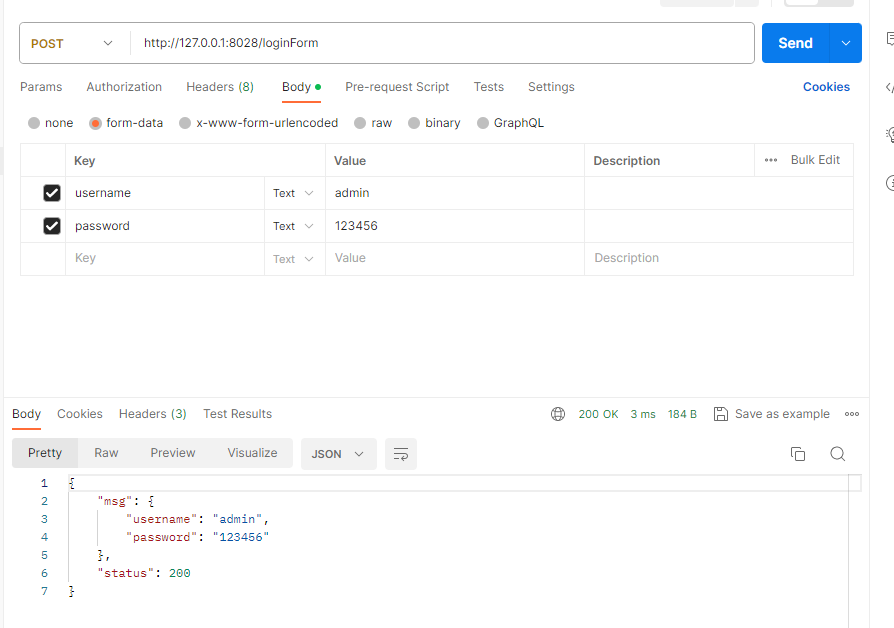 POST http://127.0.0.1:8028/loginForm Send
Params Authorization Headers (8) Body Pre-request Script Tests Settings Cookies
none form-data x-www-form-urlencoded raw binary GraphQL
Key Value Description Bulk Edit
username Text admin
password Text 123456
Key Text Value Description
Body Cookies Headers (3) Test Results 200 OK 3 ms 184 B Save as example
Pretty Raw Preview Visualize JSON
1 {
2 "msg": {
3 "username": "admin",
4 "password": "123456"
5 },
6 "status": 200
7 }